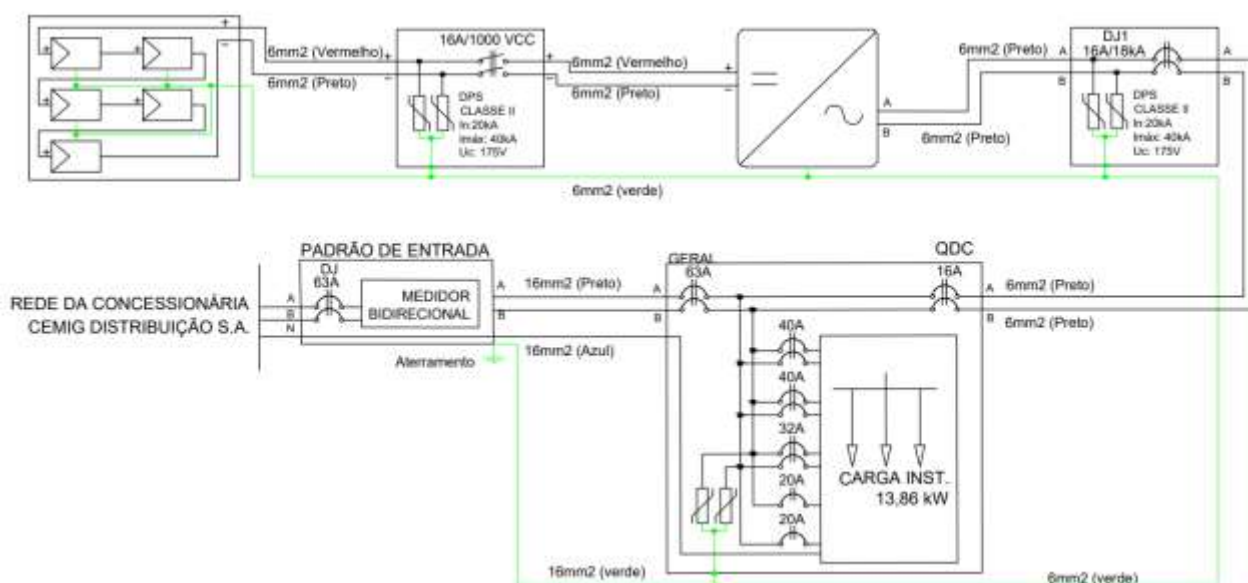 +
-
6mm2 (Vermelho)
6mm2 (Preto)
16A/1000 VCC
DPS
CLASSE II
In:20kA
Imáx: 40kA
Uc: 175V
6mm2 (Vermelho)
6mm2 (Preto)
A
B
6mm2 (Preto)
6mm2 (Preto)
DJ1
16A/18kA
A
B
DPS
CLASSE II
In:20kA
Imáx: 40kA
Uc: 175V
A
B
6mm2 (verde)
REDE DA CONCESSIONÁRIA
CEMIG DISTRIBUIÇÃO S.A.
A
B
N
PADRÃO DE ENTRADA
DJ
63A
MEDIDOR
BIDIRECIONAL
A
B
Aterramento
16mm2 (Preto)
16mm2 (Azul)
A
B
QDC
GERAL
63A
16A
40A
40A
32A
20A
20A
CARGA INST.
13,86 kW
A
B
6mm2 (Preto)
6mm2 (Preto)
16mm2 (verde)
6mm2 (verde)